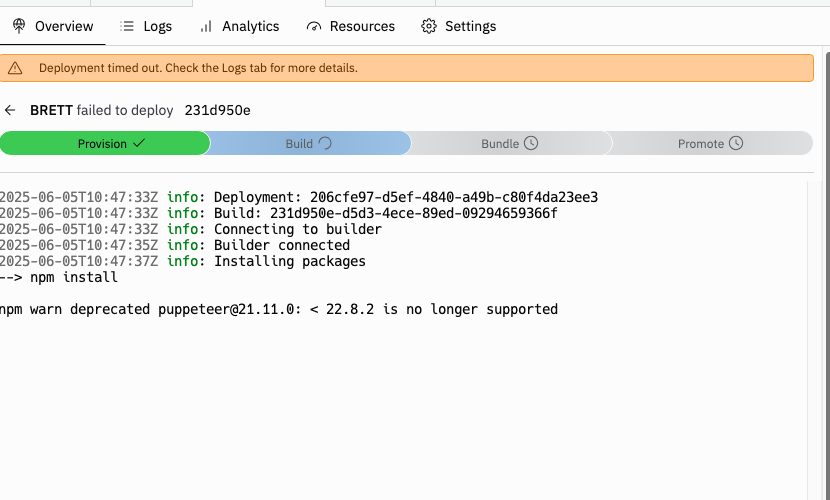 Overview Logs Analytics Resources Settings
Deployment timed out. Check the Logs tab for more details.
BRETT failed to deploy 231d950e
Provision Build Bundle Promote
2025-06-05T10:47:33Z info: Deployment: 206cfe97-d5ef-4840-a49b-c80f4da23ee3
2025-06-05T10:47:33Z info: Build: 231d950e-d5d3-4ece-89ed-09294659366f
2025-06-05T10:47:33Z info: Connecting to builder
2025-06-05T10:47:35Z info: Builder connected
2025-06-05T10:47:37Z info: Installing packages
--> npm install
npm warn deprecated puppeteer@21.11.0: < 22.8.2 is no longer supported